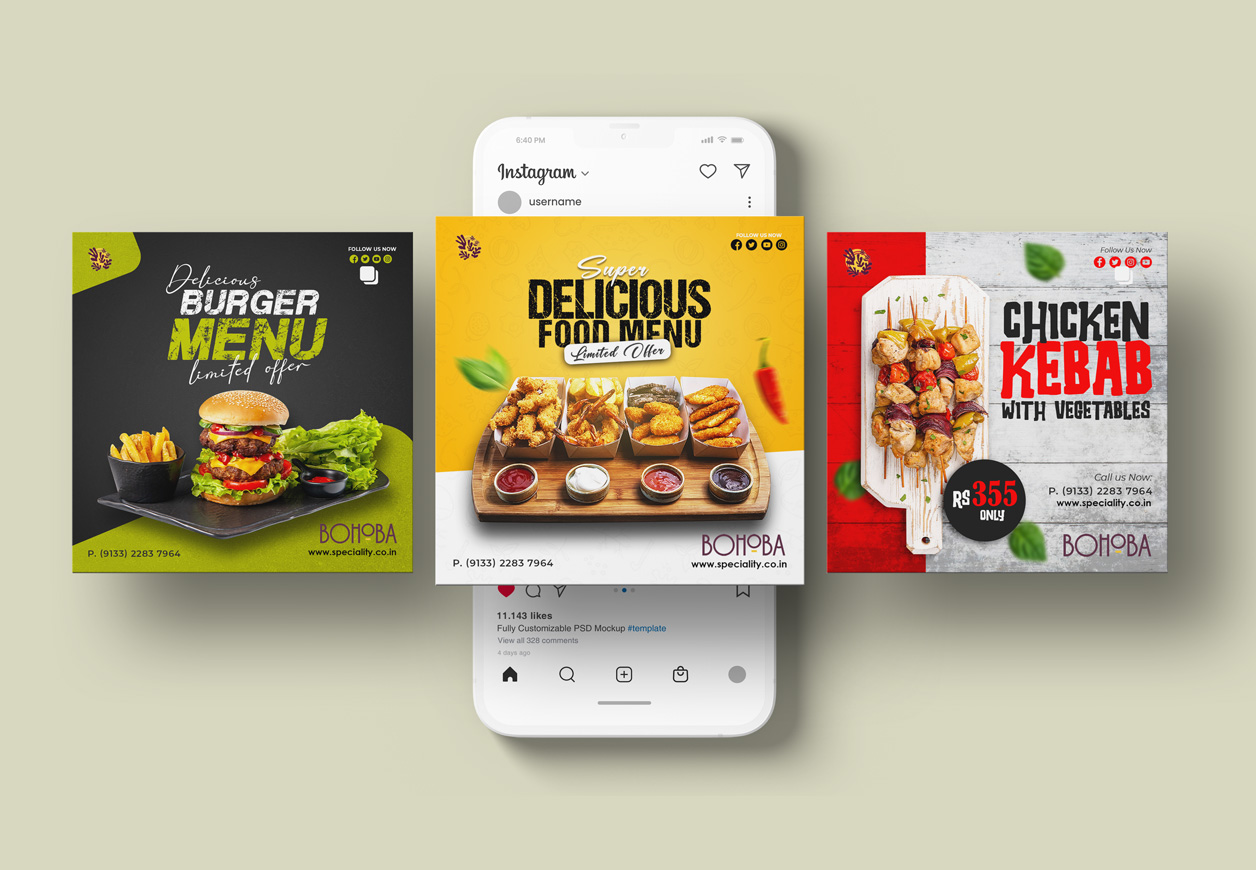 6:40 PM
Instagram
username
FOLLOW US NOW
Delicious
BURGER
MENU
limited offer
BOHOBA
P. (9133) 2283 7964
www.speciality.co.in
FOLLOW US NOW
Super
DELICIOUS
FOOD MENU
Limited Offer
BOHOBA
P. (9133) 2283 7964
www.speciality.co.in
Follow Us Now
CHICKEN
KEBAB
WITH VEGETABLES
RS 355
ONLY
Call us Now:
P. (9133) 2283 7964
www.speciality.co.in
BOHOBA
11.143 likes
Fully Customizable PSD Mockup #template
View all 328 comments
4 days ago